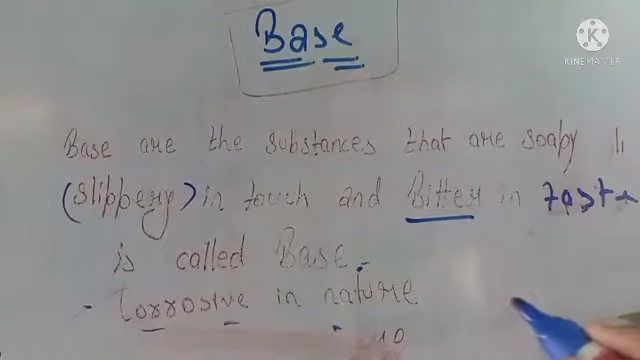 Base
KINEMASTER
Base are the substances that are soapy
(slippery) in touch and Bitter in taste
is called Base.
- Corrosive in nature